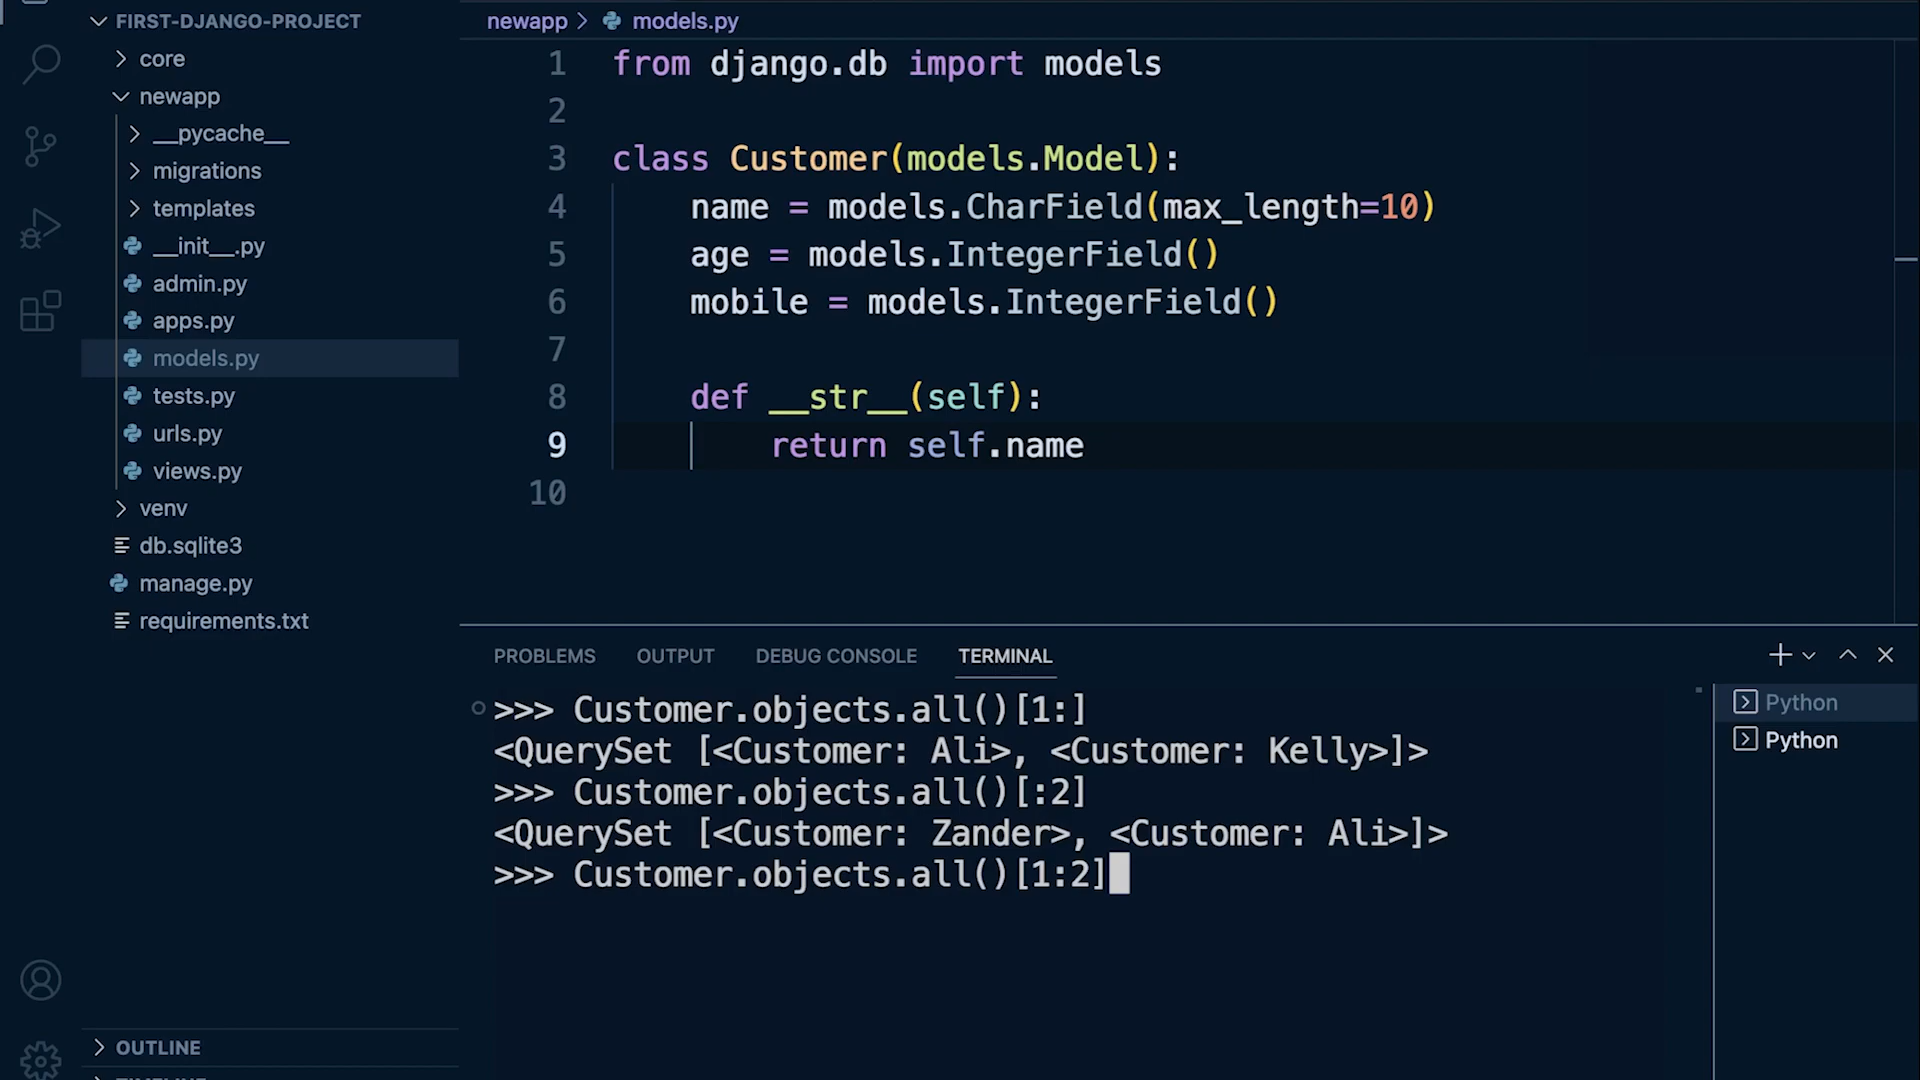 FIRST-DJANGO-PROJECT
core
newapp
__pycache__
migrations
templates
__init__.py
admin.py
apps.py
models.py
tests.py
urls.py
views.py
venv
db.sqlite3
manage.py
requirements.txt
OUTLINE
newapp > models.py
1 from django.db import models
2
3 class Customer(models.Model):
4 name = models.CharField(max_length=10)
5 age = models.IntegerField()
6 mobile = models.IntegerField()
7
8 def __str__(self):
9 return self.name
10
PROBLEMS OUTPUT DEBUG CONSOLE TERMINAL
>>> Customer.objects.all()[1:]
<QuerySet [<Customer: Ali>, <Customer: Kelly>]>
>>> Customer.objects.all()[:2]
<QuerySet [<Customer: Zander>, <Customer: Ali>]>
>>> Customer.objects.all()[1:2]
Python
Python